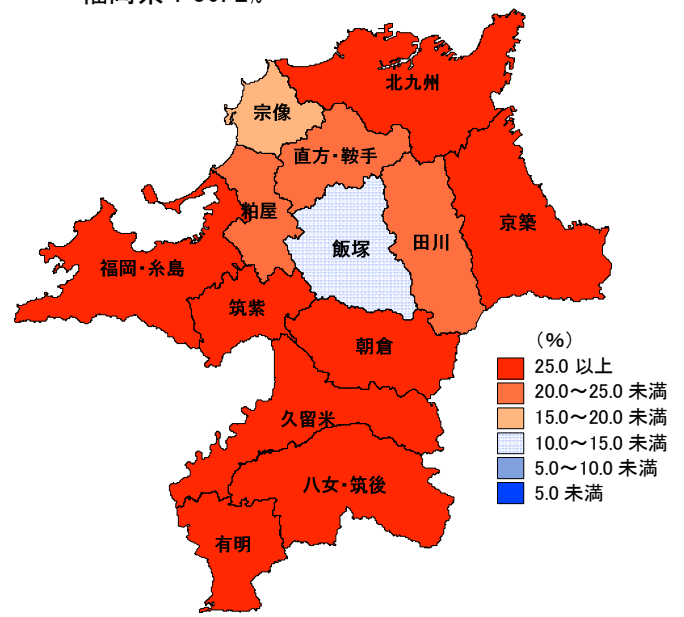 北九州
宗像
直方・鞍手
粕屋
京築
田川
飯塚
福岡・糸島
筑紫
朝倉
(%)
25.0 以上
20.0～25.0 未満
15.0～20.0 未満
10.0～15.0 未満
5.0～10.0 未満
5.0 未満
久留米
八女・筑後
有明